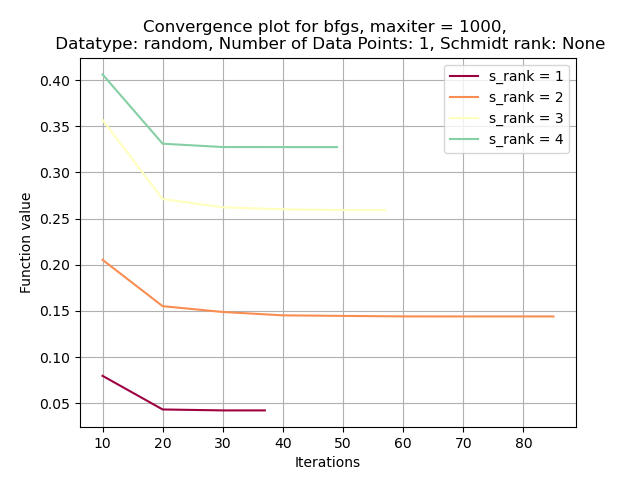 Convergence plot for bfgs, maxiter = 1000,
Datatype: random, Number of Data Points: 1, Schmidt rank: None
s_rank = 1
s_rank = 2
s_rank = 3
s_rank = 4
Function value
0.40
0.35
0.30
0.25
0.20
0.15
0.10
0.05
10 20 30 40 50 60 70 80
Iterations